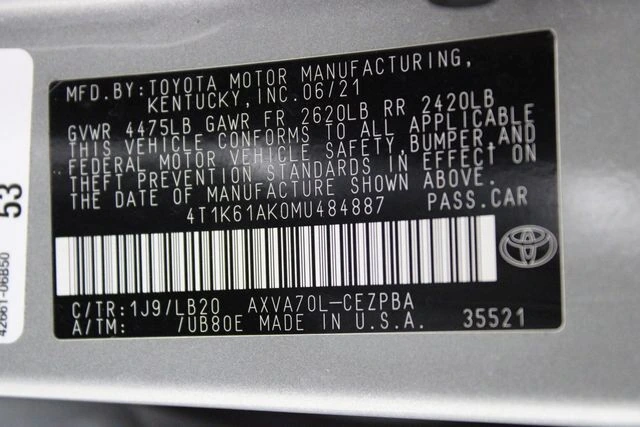 MFD.BY:TOYOTA MOTOR MANUFACTURING,
KENTUCKY,INC.06/21
GVWR 4475LB GAWR FR 2620LB RR 2420LB
THIS VEHICLE CONFORMS TO ALL APPLICABLE
FEDERAL MOTOR VEHICLE SAFETY,BUMPER,AND
THEFT PREVENTION STANDARDS IN EFFECT ON
THE DATE OF MANUFACTURE SHOWN ABOVE.
4T1K61AK0MU484887 PASS.CAR
C/TR:1J9/LB20 AXVA70L-CEZPBA
A/TM: /UB80E MADE IN U.S.A. 35521
53
42661-06B50